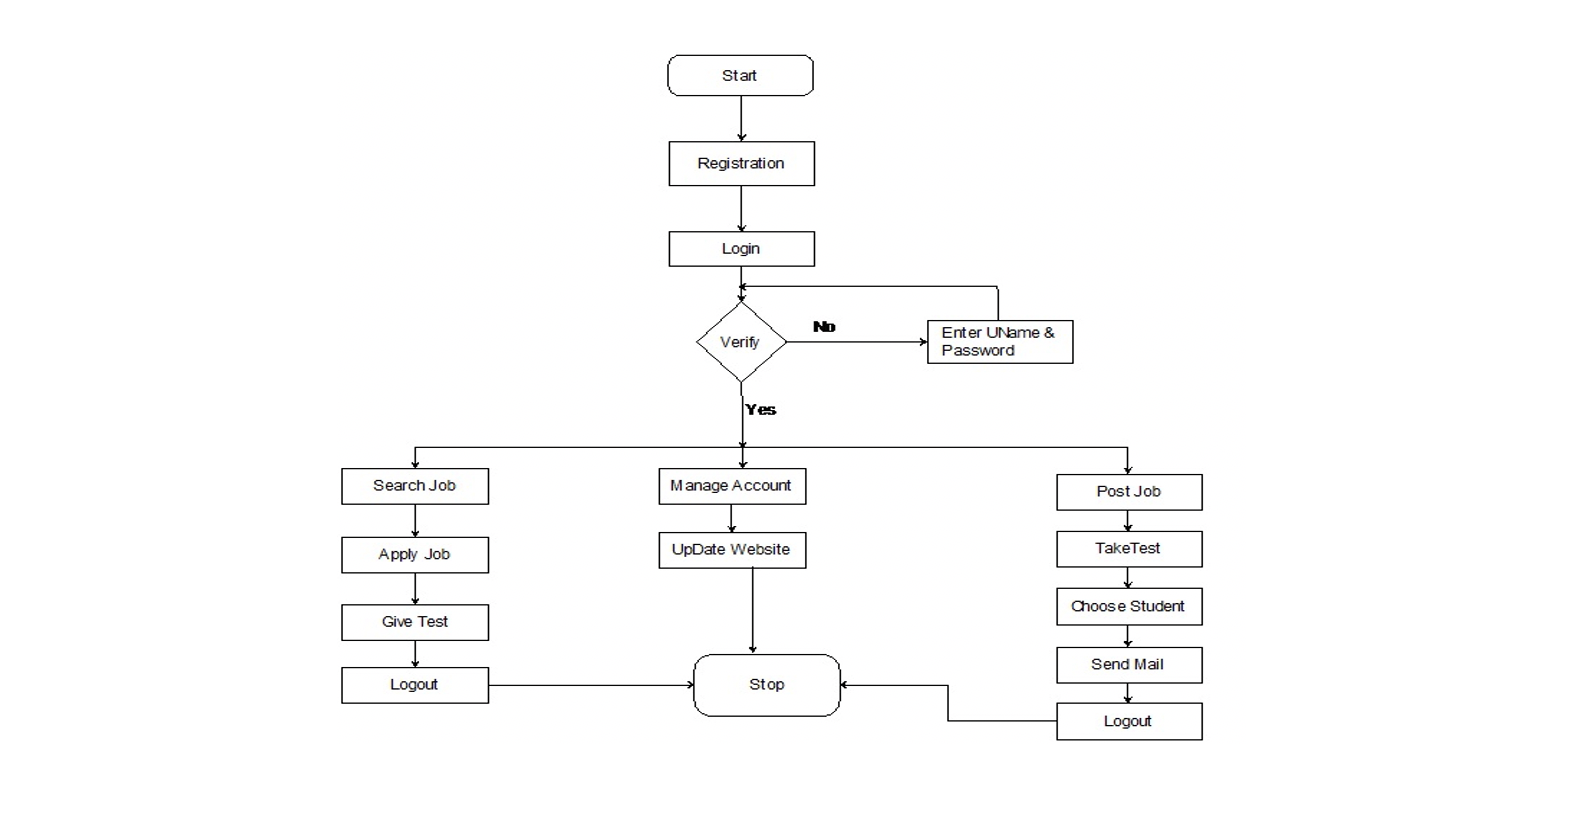 Start
Registration
Login
No
Enter UName &
Password
Verify
Yes
Search Job
Manage Account
Post Job
Apply Job
UpDate Website
TakeTest
Give Test
Choose Student
Send Mail
Logout
Stop
Logout